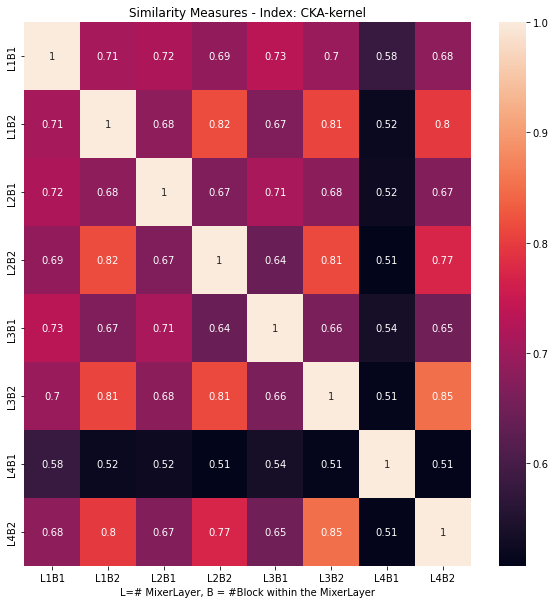 Similarity Measures - Index: CKA-kernel
L1B1 1 0.71 0.72 0.69 0.73 0.7 0.58 0.68
L1B2 0.71 1 0.68 0.82 0.67 0.81 0.52 0.8
L2B1 0.72 0.68 1 0.67 0.71 0.68 0.52 0.67
L2B2 0.69 0.82 0.67 1 0.64 0.81 0.51 0.77
L3B1 0.73 0.67 0.71 0.64 1 0.66 0.54 0.65
L3B2 0.7 0.81 0.68 0.81 0.66 1 0.51 0.85
L4B1 0.58 0.52 0.52 0.51 0.54 0.51 1 0.51
L4B2 0.68 0.8 0.67 0.77 0.65 0.85 0.51 1
L1B1 L1B2 L2B1 L2B2 L3B1 L3B2 L4B1 L4B2
L=# MixerLayer, B = #Block within the MixerLayer
1.0
0.9
0.8
0.7
0.6